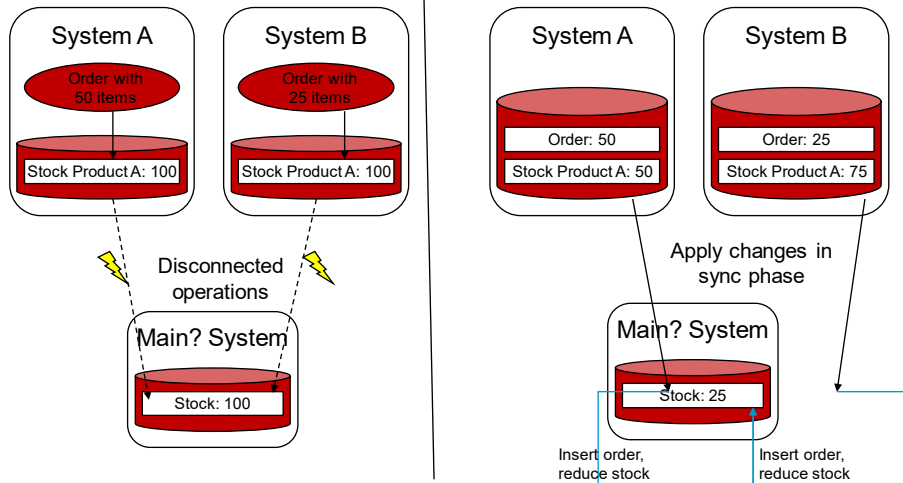 System A
Order with
50 items
Stock Product A: 100
System B
Order with
25 items
Stock Product A: 100
Disconnected
operations
Main? System
Stock: 100
System A
Order: 50
Stock Product A: 50
System B
Order: 25
Stock Product A: 75
Apply changes in
sync phase
Main? System
Stock: 25
Insert order,
reduce stock
Insert order,
reduce stock